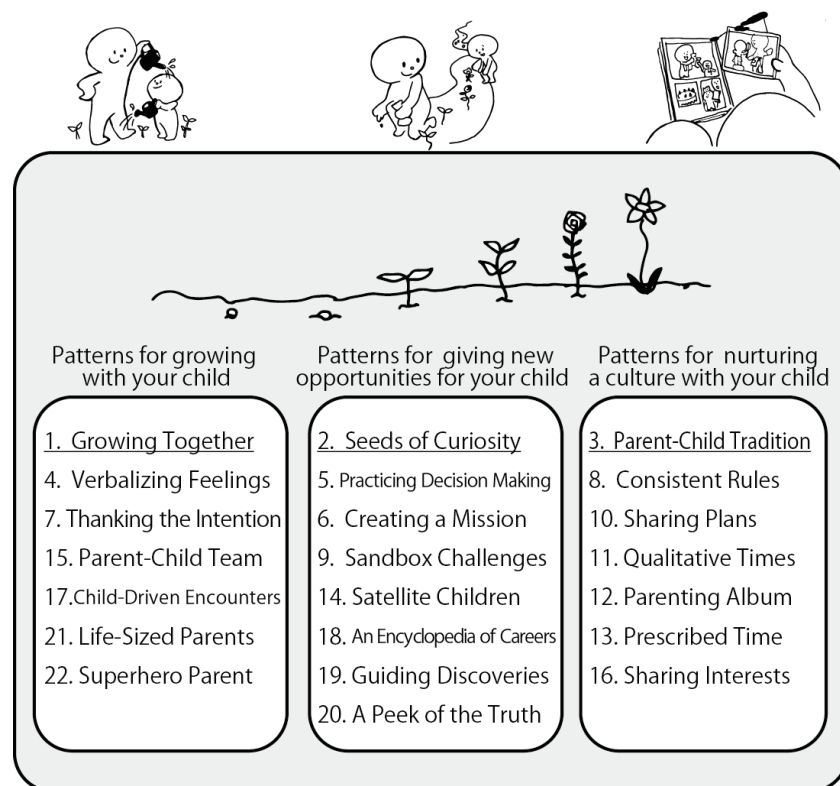 Patterns for growing
with your child
1. Growing Together
4. Verbalizing Feelings
7. Thanking the Intention
15. Parent-Child Team
17.Child-Driven Encounters
21. Life-Sized Parents
22. Superhero Parent
Patterns for giving new
opportunities for your child
2. Seeds of Curiosity
5. Practicing Decision Making
6. Creating a Mission
9. Sandbox Challenges
14. Satellite Children
18. An Encyclopedia of Careers
19. Guiding Discoveries
20. A Peek of the Truth
Patterns for nurturing
a culture with your child
3. Parent-Child Tradition
8. Consistent Rules
10. Sharing Plans
11. Qualitative Times
12. Parenting Album
13. Prescribed Time
16. Sharing Interests